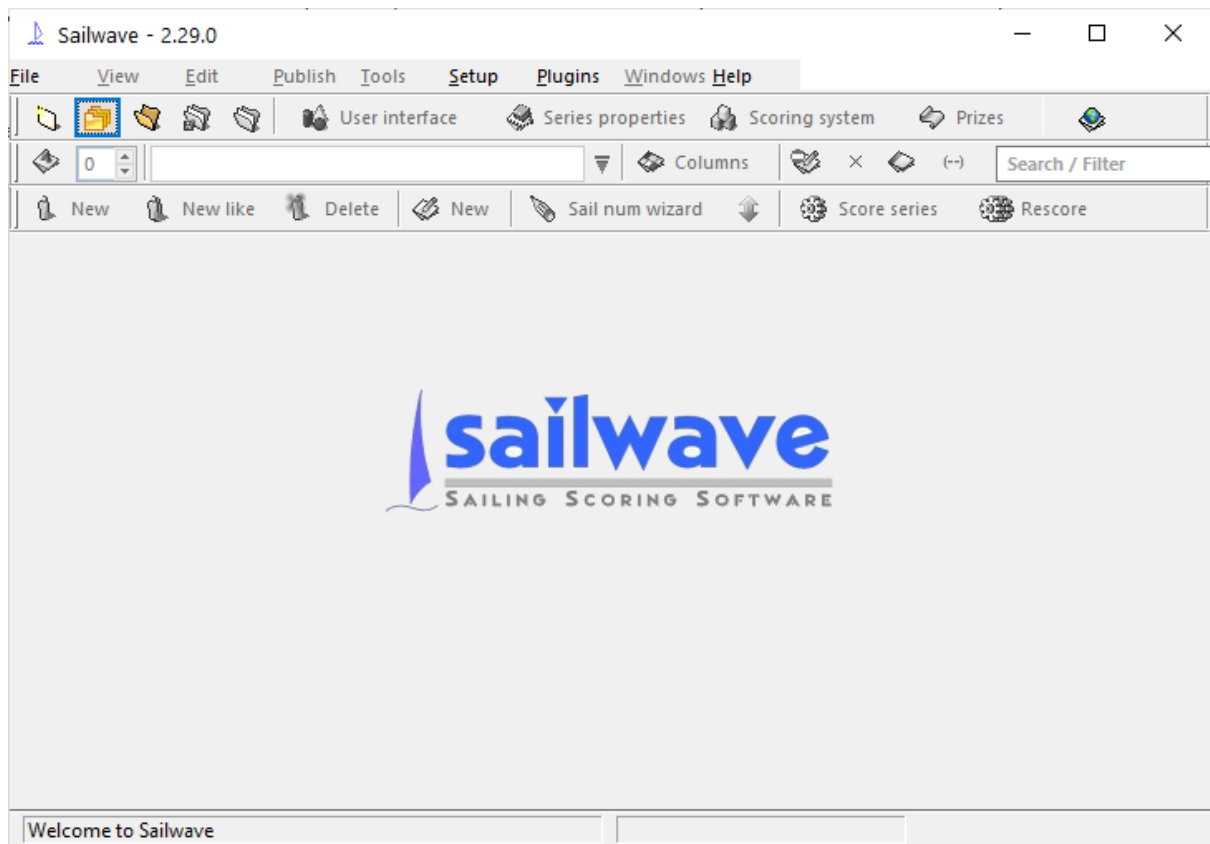 Sailwave - 2.29.0
File View Edit Publish Tools Setup Plugins Windows Help
User interface Series properties Scoring system Prizes
0 Columns (--) Search / Filter
New New like Delete New Sail num wizard Score series Rescore
sailwave
SAILING SCORING SOFTWARE
Welcome to Sailwave